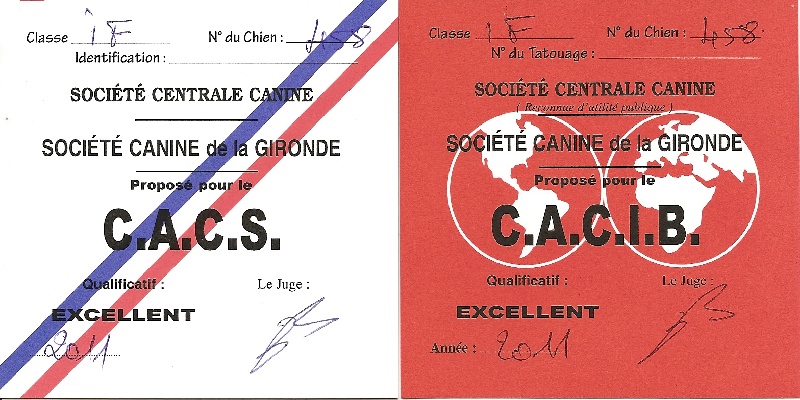 Classe iF N° du Chien : 458
Identification :
SOCIÉTÉ CENTRALE CANINE
SOCIÉTÉ CANINE de la GIRONDE
Proposé pour le
C.A.C.S.
Qualificatif : Le Juge :
EXCELLENT
2011
Classe iF N° du Chien : 458
N° du Tatouage :
SOCIÉTÉ CENTRALE CANINE
( Reconnue d'utilité publique )
SOCIÉTÉ CANINE de la GIRONDE
Proposé pour le
C.A.C.I.B.
Qualificatif : Le Juge :
EXCELLENT
Année : 2011